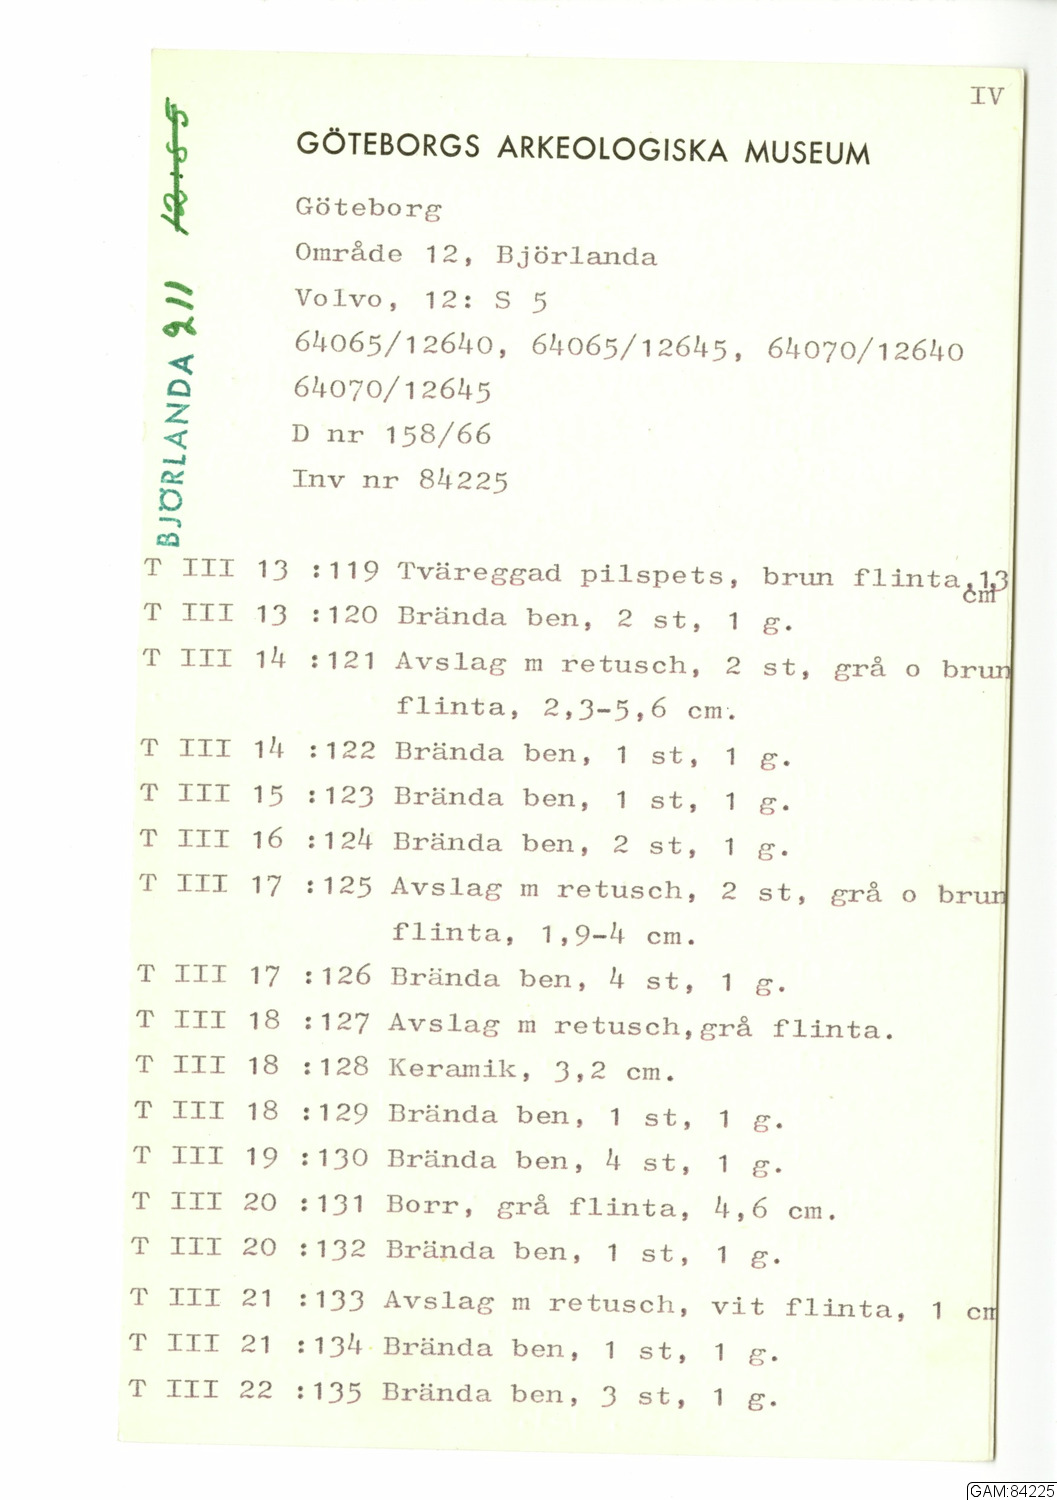 IV
GÖTEBORGS ARKEOLOGISKA MUSEUM
Göteborg
Område 12, Björlanda
Volvo, 12: S 5
64065/12640, 64065/12645, 64070/12640
64070/12645
D nr 158/66
Inv nr 84225
BJÖRLANDA 211 12:S5
T III 13 :119 Tväreggad pilspets, brun flinta, 1,3
cm
T III 13 :120 Brända ben, 2 st, 1 g.
T III 14 :121 Avslag m retusch, 2 st, grå o brun
flinta, 2,3-5,6 cm.
T III 14 :122 Brända ben, 1 st, 1 g.
T III 15 :123 Brända ben, 1 st, 1 g.
T III 16 :124 Brända ben, 2 st, 1 g.
T III 17 :125 Avslag m retusch, 2 st, grå o brun
flinta, 1,9-4 cm.
T III 17 :126 Brända ben, 4 st, 1 g.
T III 18 :127 Avslag m retusch,grå flinta.
T III 18 :128 Keramik, 3,2 cm.
T III 18 :129 Brända ben, 1 st, 1 g.
T III 19 :130 Brända ben, 4 st, 1 g.
T III 20 :131 Borr, grå flinta, 4,6 cm.
T III 20 :132 Brända ben, 1 st, 1 g.
T III 21 :133 Avslag m retusch, vit flinta, 1 cm
T III 21 :134 Brända ben, 1 st, 1 g.
T III 22 :135 Brända ben, 3 st, 1 g.
GAM:84225